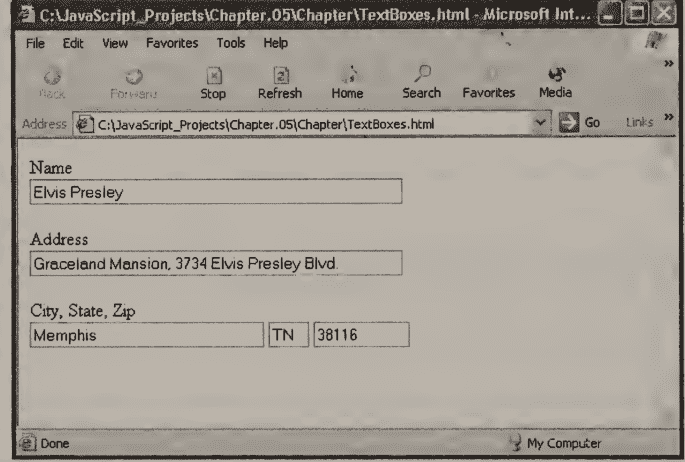 C:\JavaScript_Projects\Chapter.05\Chapter\TextBoxes.html - Microsoft Int...
File Edit View Favorites Tools Help
Back Forward Stop Refresh Home Search Favorites Media
Address C:\JavaScript_Projects\Chapter.05\Chapter\TextBoxes.html Go Links
Name
Elvis Presley
Address
Graceland Mansion, 3734 Elvis Presley Blvd.
City, State, Zip
Memphis TN 38116
Done My Computer